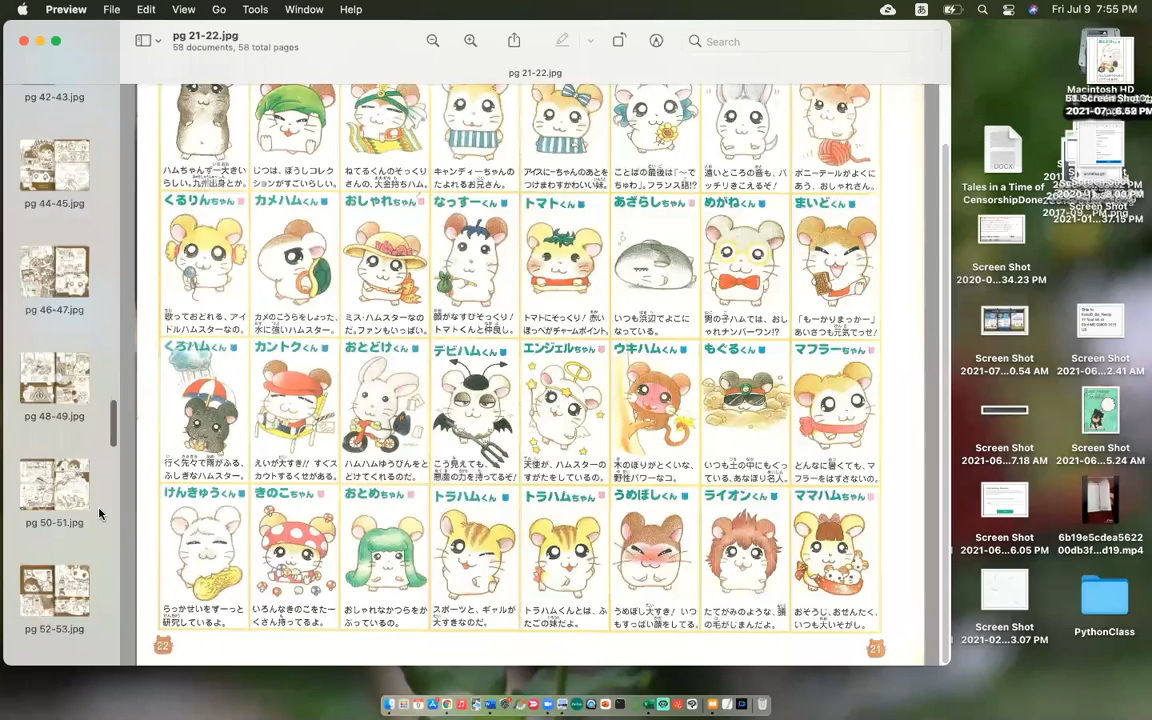 Preview File Edit View Go Tools Window Help
Fri Jul 9 7:55 PM
pg 21-22.jpg
58 documents, 58 total pages
Search
pg 21-22.jpg
pg 42-43.jpg
pg 44-45.jpg
pg 46-47.jpg
pg 48-49.jpg
pg 50-51.jpg
pg 52-53.jpg
ハムちゃんず一大きい
らしい。九州出身とか。
じつは、ぼうしコレク
ションがすごいらしい。
ねてるくんのそっくり
さんの、大金持ちハム。
キャンディーちゃんの
たよれるお兄さん。
アイスに~ちゃんのあとを
つけまわすかわいい妹。
ことばの最後は「~で
ちゅわ」。フランス語!?
遠いところの音も、バ
ッチリきこえるぞ!
ポニーテールがよくに
あう、おしゃれさん。
くるりんちゃん
カメハムくん
おしゃれちゃん
なっすーくん
トマトくん
あざらしちゃん
めがねくん
まいどくん
歌っておどれる、アイ
ドルハムスターなの。
カメのこうらをしょった、
水に強いハムスター。
ミス・ハムスターなの
だ。ファンもいっぱい。
顔がなすびそっくり!
トマトくんと仲良し。
トマトにそっくり! 赤い
ほっぺがチャームポイント。
いつも浜辺でよこに
なっている。
男の子ハムでは、おし
ゃれナンバーワン!?
「もーかりまっかー」
あいさつも元気でっせ!
くろハムくん
カントクくん
おとどけくん
デビハムくん
エンジェルちゃん
ウキハムくん
もぐるくん
マフラーちゃん
行く先々で雨がふる、
ふしぎなハムスター。
えいが大すき!! すぐス
カウトするくせがある。
ハムハムゆうびんをと
どけてくれるのだ。
こう見えても、
悪魔の力を持ってるぞ!
天使が、ハムスターの
すがたをしているの。
木のぼりがとくいな、
野性パワーなコ。
いつも土の中にもぐっ
ている、あなほり名人。
どんなに暑くても、マ
フラーをはずさないの。
けんきゅうくん
きのこちゃん
おとめちゃん
トラハムくん
トラハムちゃん
うめぼしくん
ライオンくん
ママハムちゃん
らっかせいをずーっと
研究しているよ。
いろんなきのこをたー
くさん持ってるよ。
おしゃれなかつらをか
ぶっているの。
スポーツと、ギャルが
大すきなのだ。
トラハムくんとは、ふ
たごの妹だよ。
うめぼし大すき! いつ
もすっぱい顔をしてる。
たてがみのような、頭
の毛がじまんだよ。
おそうじ、おせんたく、
いつも大いそがし。
22
21
Macintosh HD
DOCX
Tales in a Time of
CensorshipDone
Screen Shot
2020-0...34.23 PM
Screen Shot
2021-07...0.54 AM
Screen Shot
2021-06...2.41 AM
Screen Shot
2021-06...7.18 AM
Screen Shot
2021-06...5.24 AM
Screen Shot
2021-06...6.05 PM
6b19e5cdea5622
00db3f...d19.mp4
Screen Shot
2021-02...3.07 PM
PythonClass